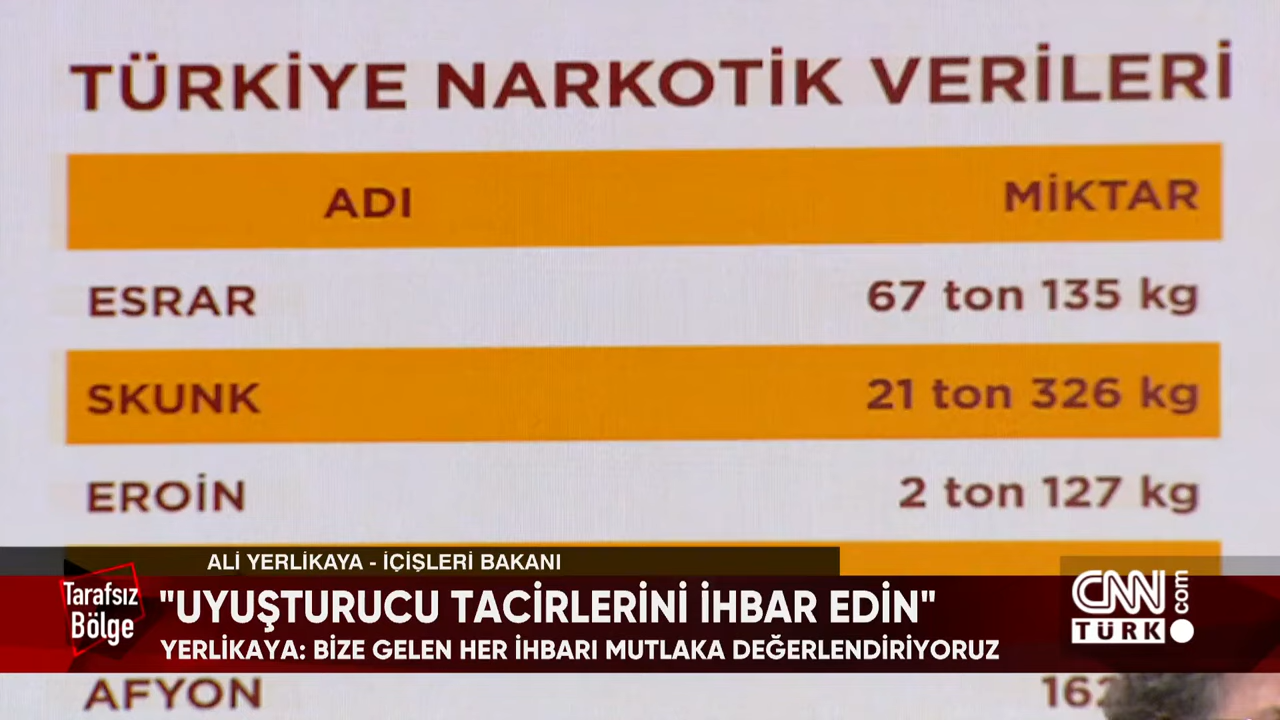 TÜRKİYE NARKOTİK VERİLERİ
ADI MİKTAR
ESRAR 67 ton 135 kg
SKUNK 21 ton 326 kg
EROİN 2 ton 127 kg
ALİ YERLİKAYA - İÇİŞLERİ BAKANI
Tarafsız Bölge
"UYUŞTURUCU TACİRLERİNİ İHBAR EDİN"
YERLİKAYA: BİZE GELEN HER İHBARI MUTLAKA DEĞERLENDİRİYORUZ
CNN TÜRK .com
AFYON